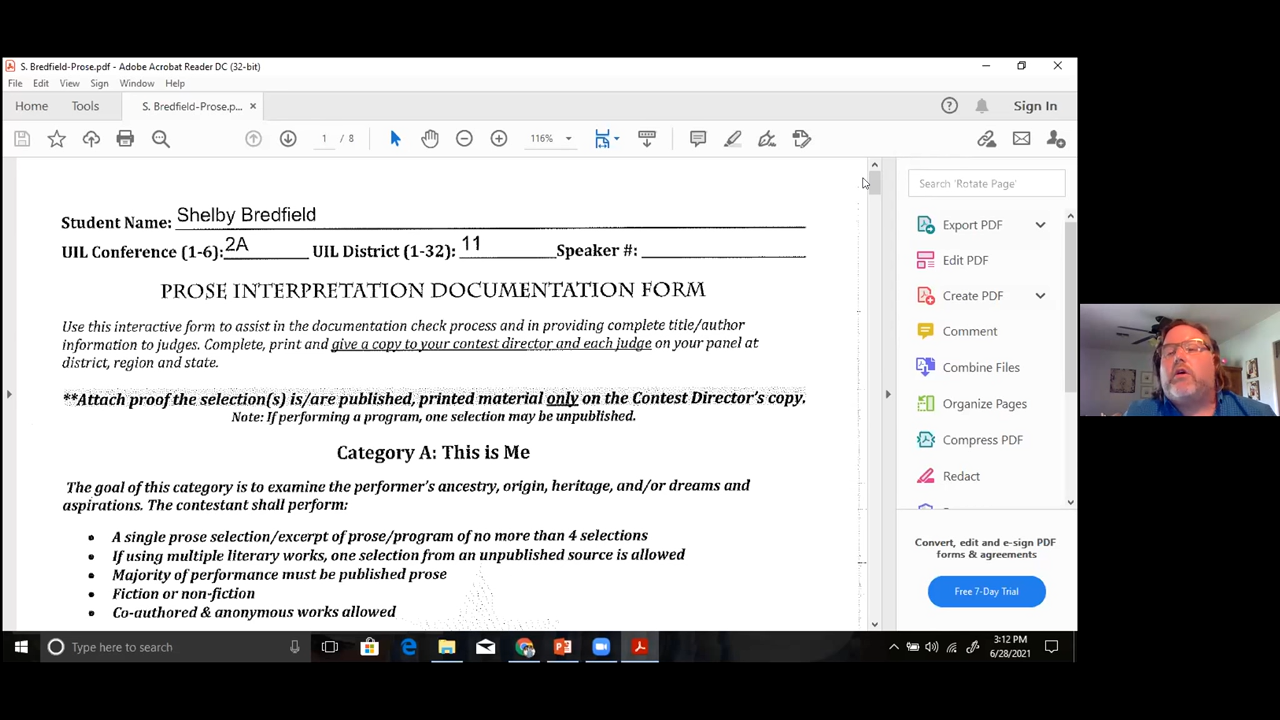 S. Bredfield-Prose.pdf - Adobe Acrobat Reader DC (32-bit)
File Edit View Sign Window Help
Home Tools S. Bredfield-Prose.p... ×
Sign In
1 / 8 116%
Student Name: Shelby Bredfield
UIL Conference (1-6): 2A UIL District (1-32): 11 Speaker #:
PROSE INTERPRETATION DOCUMENTATION FORM
Use this interactive form to assist in the documentation check process and in providing complete title/author
information to judges. Complete, print and give a copy to your contest director and each judge on your panel at
district, region and state.
**Attach proof the selection(s) is/are published, printed material only on the Contest Director's copy.
Note: If performing a program, one selection may be unpublished.
Category A: This is Me
The goal of this category is to examine the performer's ancestry, origin, heritage, and/or dreams and
aspirations. The contestant shall perform:
• A single prose selection/excerpt of prose/program of no more than 4 selections
• If using multiple literary works, one selection from an unpublished source is allowed
• Majority of performance must be published prose
• Fiction or non-fiction
• Co-authored & anonymous works allowed
Search 'Rotate Page'
Export PDF
Edit PDF
Create PDF
Comment
Combine Files
Organize Pages
Compress PDF
Redact
Convert, edit and e-sign PDF
forms & agreements
Free 7-Day Trial
Type here to search
3:12 PM
6/28/2021